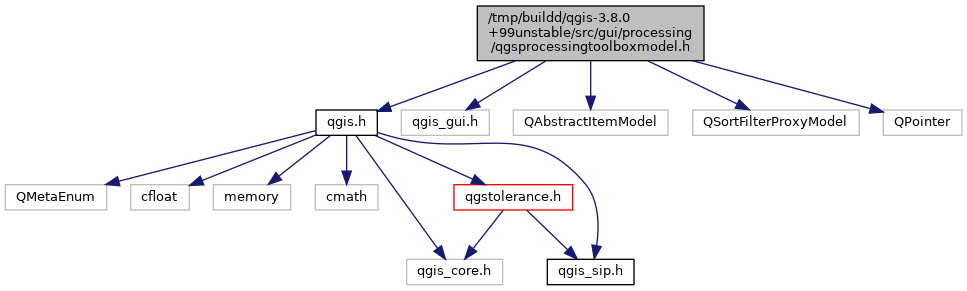 /tmp/buildd/qgis-3.8.0
+99unstable/src/gui/processing
/qgsprocessingtoolboxmodel.h
qgis.h
qgis_gui.h
QAbstractItemModel
QSortFilterProxyModel
QPointer
QMetaEnum
cfloat
memory
cmath
qgstolerance.h
qgis_core.h
qgis_sip.h